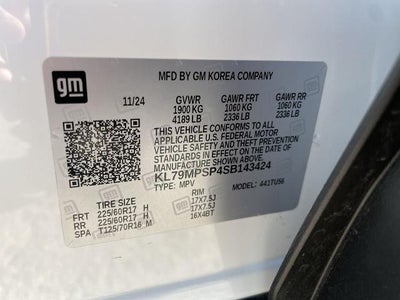 gm
MFD BY GM KOREA COMPANY
11/24 GVWR GAWR FRT GAWR RR
1900 KG 1060 KG 1060 KG
4189 LB 2336 LB 2336 LB
THIS VEHICLE CONFORMS TO ALL APPLICABLE
U.S. FEDERAL MOTOR VEHICLE SAFETY, BUMPER, AND
THEFT PREVENTION STANDARDS IN EFFECT ON THE DATE OF
MANUFACTURE SHOWN ABOVE.
KL79MPSP4SB143424
TYPE: MPV MODEL: 441TU56
TIRE SIZE RIM
FRT 225/60R17 H 17X7.5J
RR 225/60R17 H 17X7.5J
SPA T125/70R16 M 16X4BT